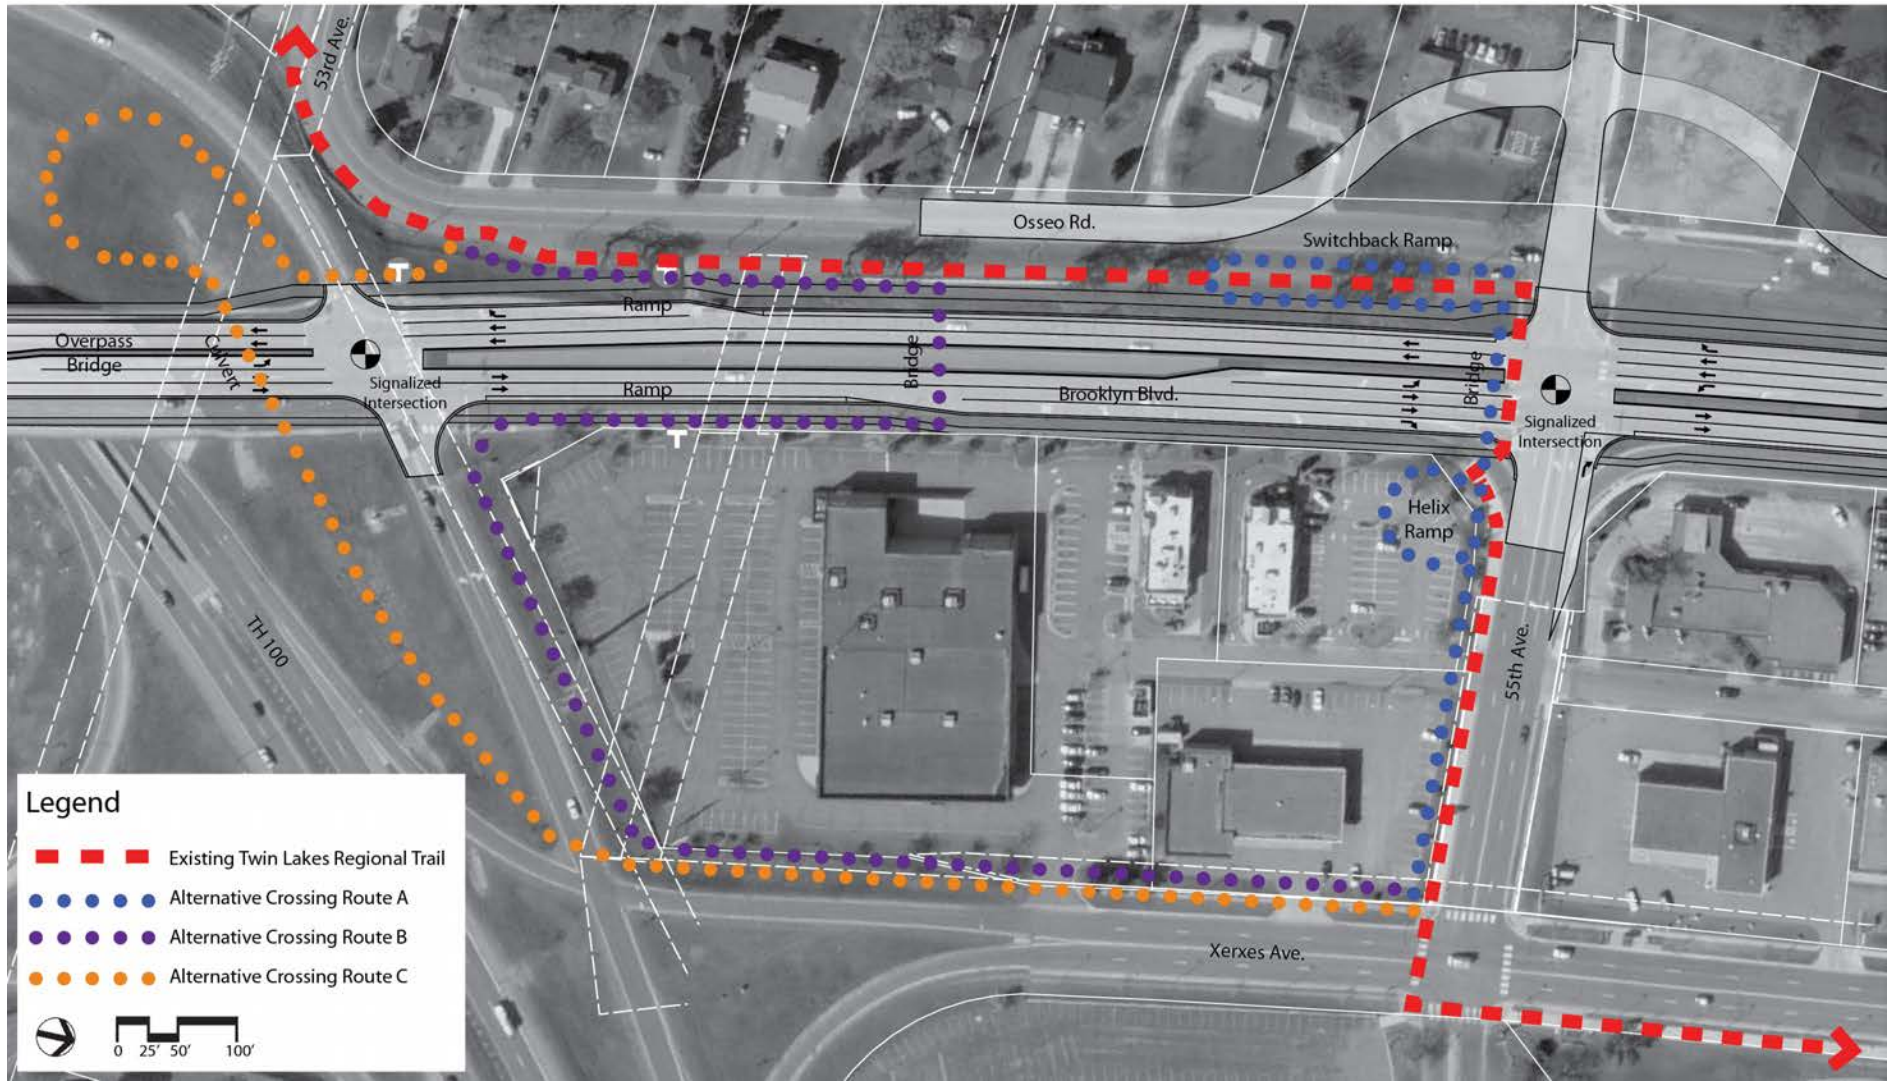 53rd Ave.
Osseo Rd.
Switchback Ramp
T
T
Ramp
Overpass
Bridge
Culvert
Signalized
Intersection
Ramp
Bridge
Brooklyn Blvd.
Bridge
Signalized
Intersection
T
Helix
Ramp
TH 100
55th Ave.
Xerxes Ave.
Legend
Existing Twin Lakes Regional Trail
Alternative Crossing Route A
Alternative Crossing Route B
Alternative Crossing Route C
0 25' 50' 100'